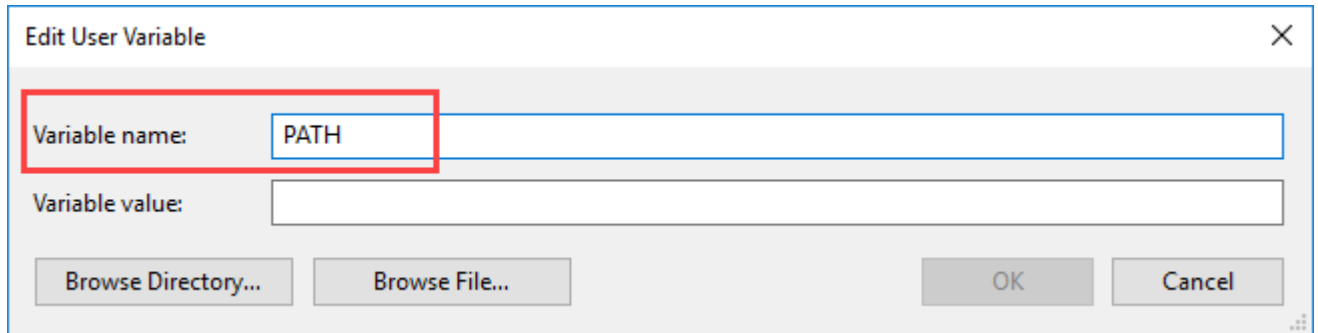 Edit User Variable
Variable name: PATH
Variable value:
Browse Directory... Browse File... OK Cancel